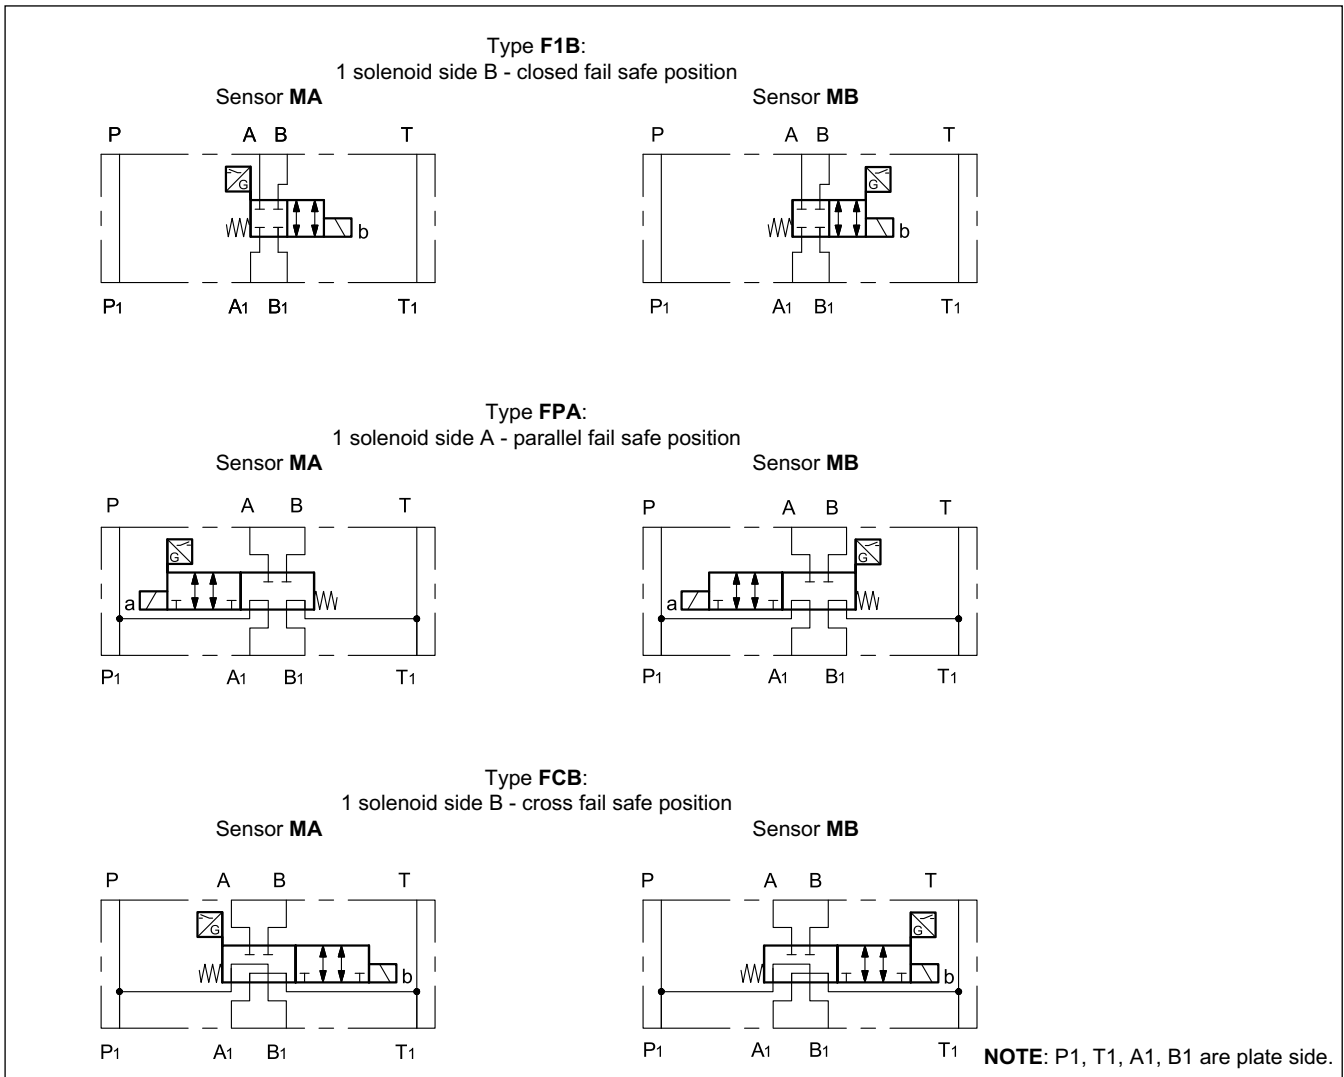 Type F1B:
1 solenoid side B - closed fail safe position
Sensor MA
Sensor MB
P A B T
P A B T
G
G
b
b
P1 A1 B1 T1
P1 A1 B1 T1
Type FPA:
1 solenoid side A - parallel fail safe position
Sensor MA
Sensor MB
P A B T
P A B T
G
G
a
a
P1 A1 B1 T1
P1 A1 B1 T1
Type FCB:
1 solenoid side B - cross fail safe position
Sensor MA
Sensor MB
P A B T
P A B T
G
G
b
b
P1 A1 B1 T1
P1 A1 B1 T1
NOTE: P1, T1, A1, B1 are plate side.